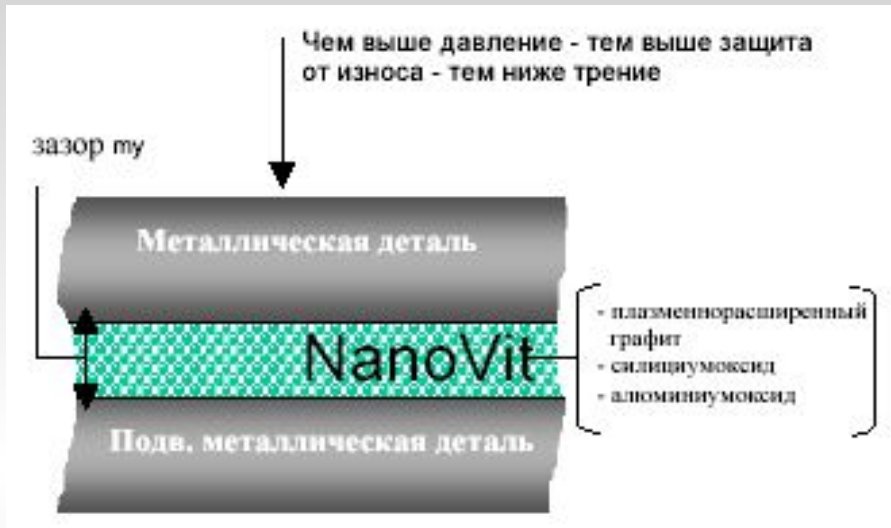 Чем выше давление - тем выше защита
от износа - тем ниже трение
зазор my
Металлическая деталь
NanoVit
- плазменнорасширенный
графит
- силициумоксид
- алюминиумоксид
Подв. металлическая деталь